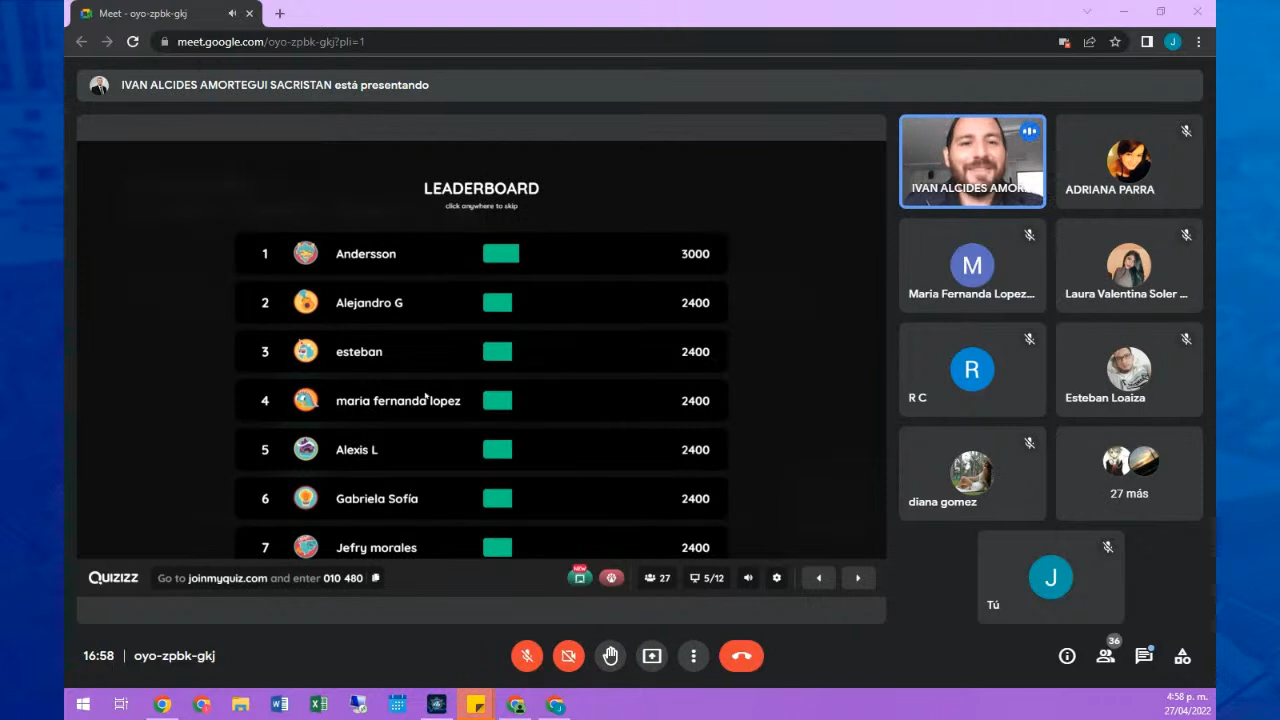 Meet - oyo-zpbk-gkj
meet.google.com/oyo-zpbk-gkj?pli=1
J
IVAN ALCIDES AMORTEGUI SACRISTAN está presentando
LEADERBOARD
click anywhere to skip
1 Andersson 3000
2 Alejandro G 2400
3 esteban 2400
4 maria fernanda lopez 2400
5 Alexis L 2400
6 Gabriela Sofía 2400
7 Jefry morales 2400
Quizizz Go to joinmyquiz.com and enter 010 480
NEW
27 5/12
IVAN ALCIDES AMOR...
ADRIANA PARRA
M
Maria Fernanda Lopez...
Laura Valentina Soler ...
R
R C
Esteban Loaiza
diana gomez
27 más
J
Tú
16:58 | oyo-zpbk-gkj
36
4:58 p. m.
27/04/2022